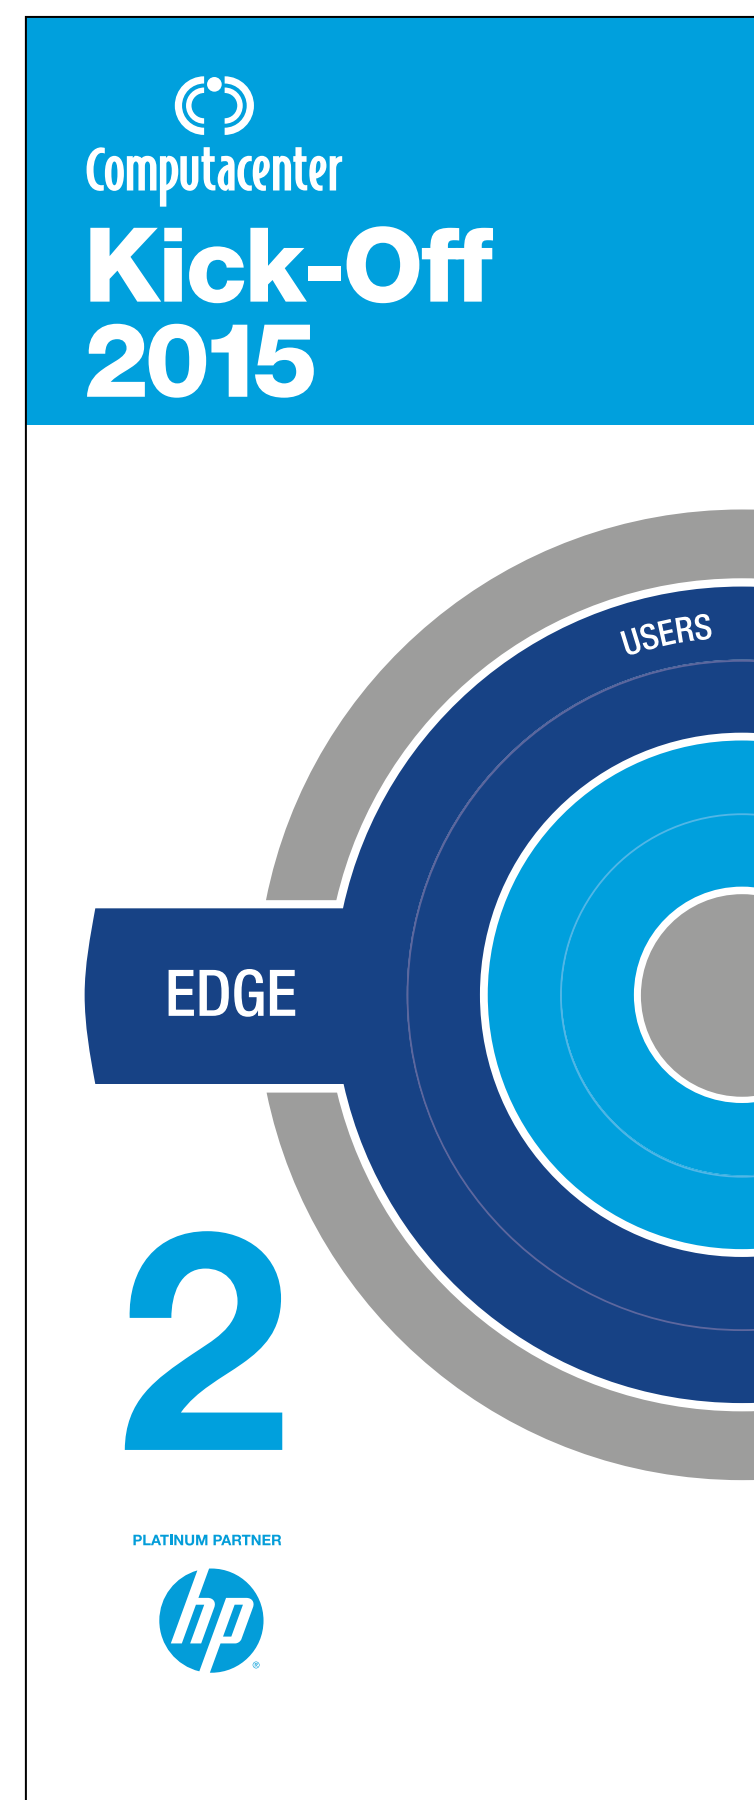 Computacenter
Kick-Off
2015
USERS
EDGE
2
PLATINUM PARTNER
hp
®